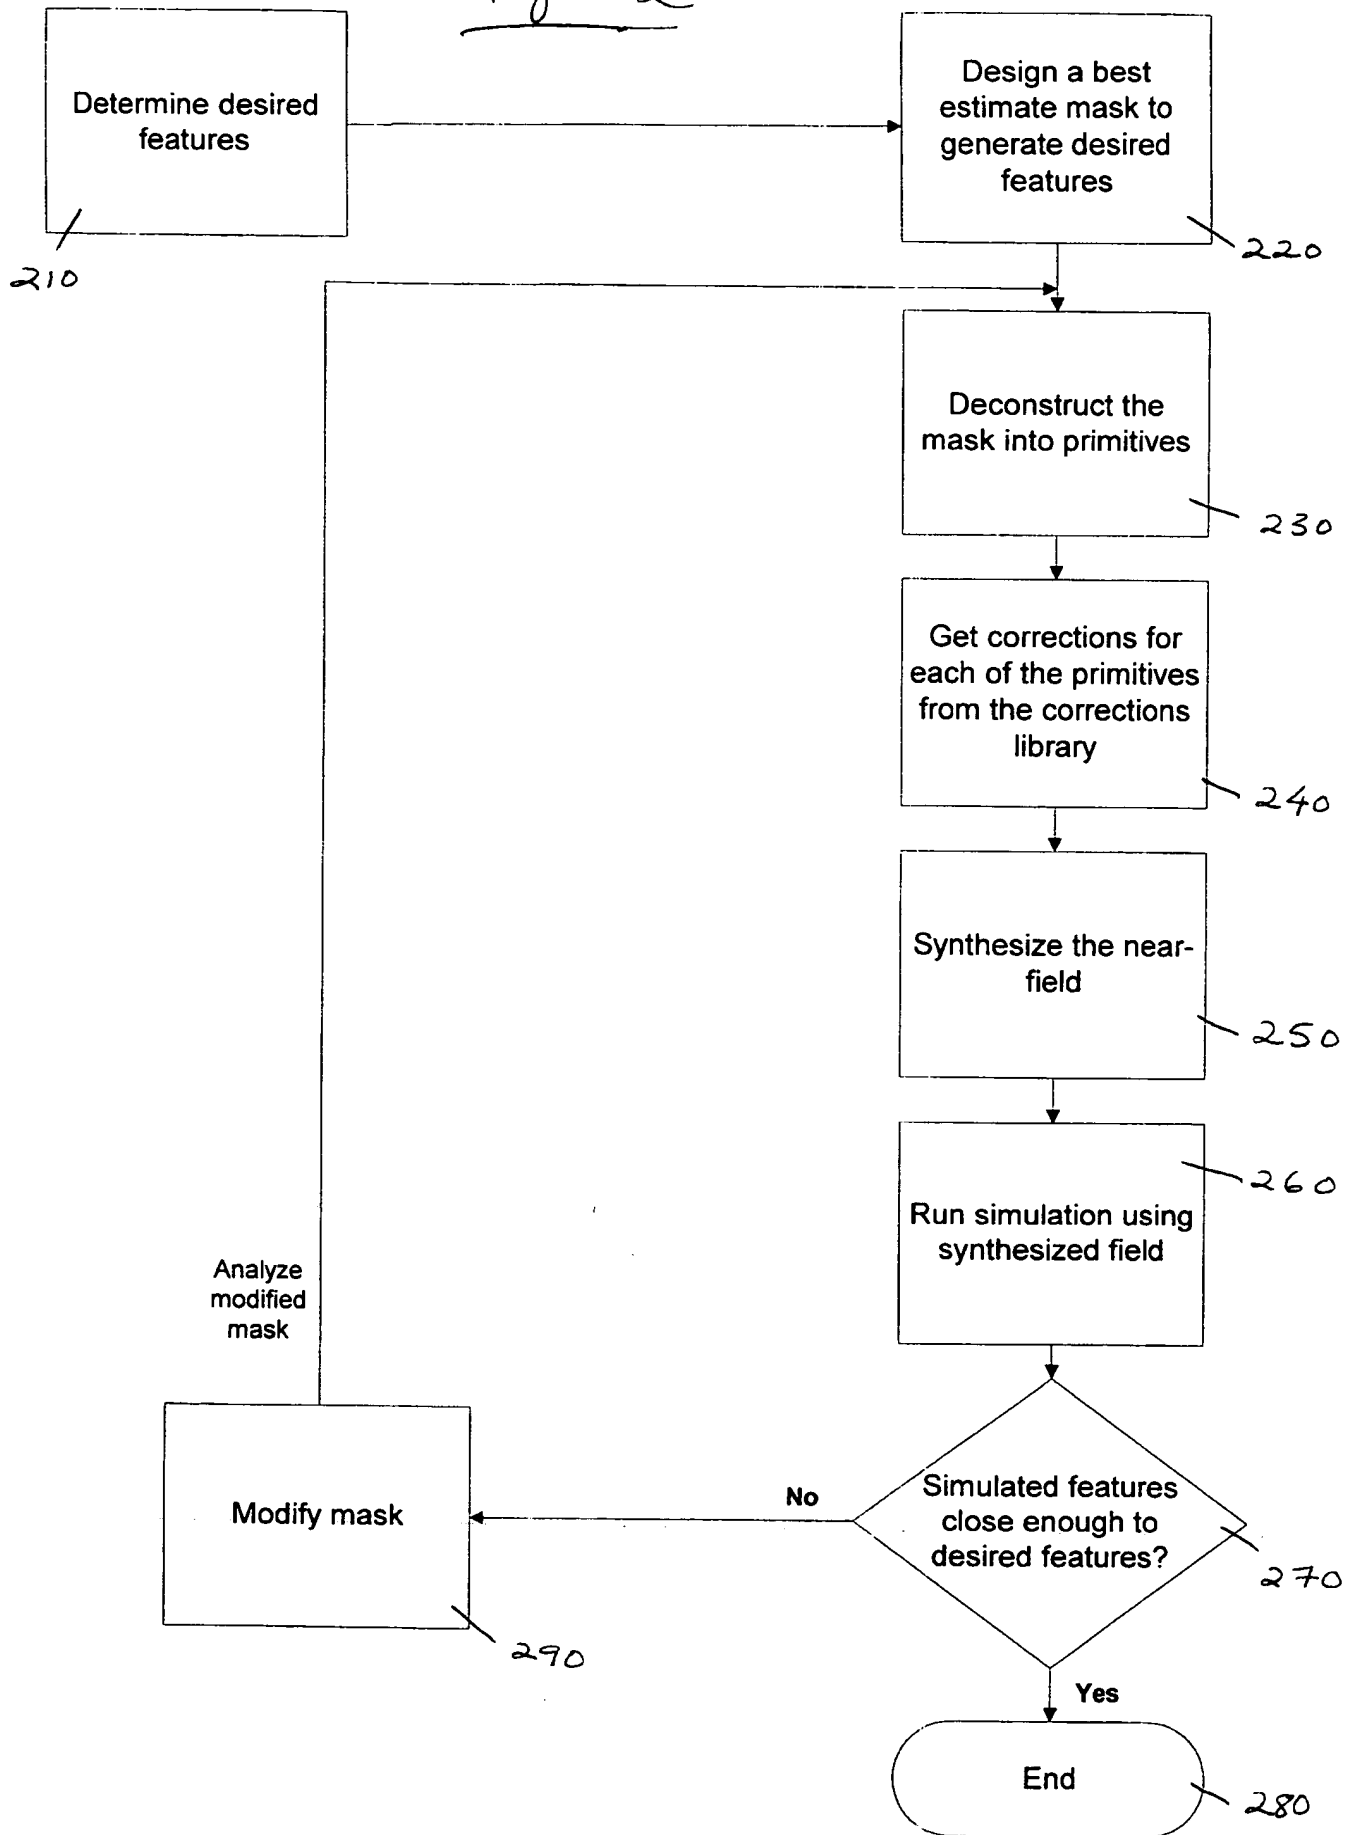 Determine desired
features
210
Design a best
estimate mask to
generate desired
features
220
Deconstruct the
mask into primitives
230
Get corrections for
each of the primitives
from the corrections
library
240
Synthesize the near-
field
250
260
Run simulation using
synthesized field
Analyze
modified
mask
Simulated features
close enough to
desired features?
270
No
Modify mask
290
Yes
End
280